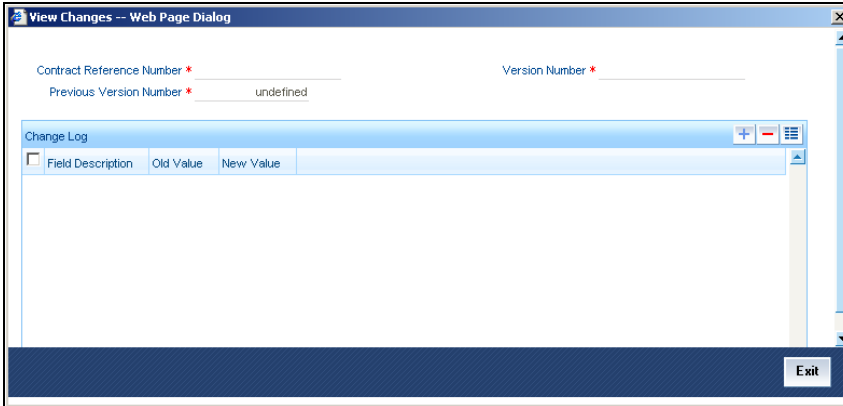 View Changes -- Web Page Dialog
Contract Reference Number * Version Number *
Previous Version Number * undefined
Change Log
Field Description Old Value New Value
Exit